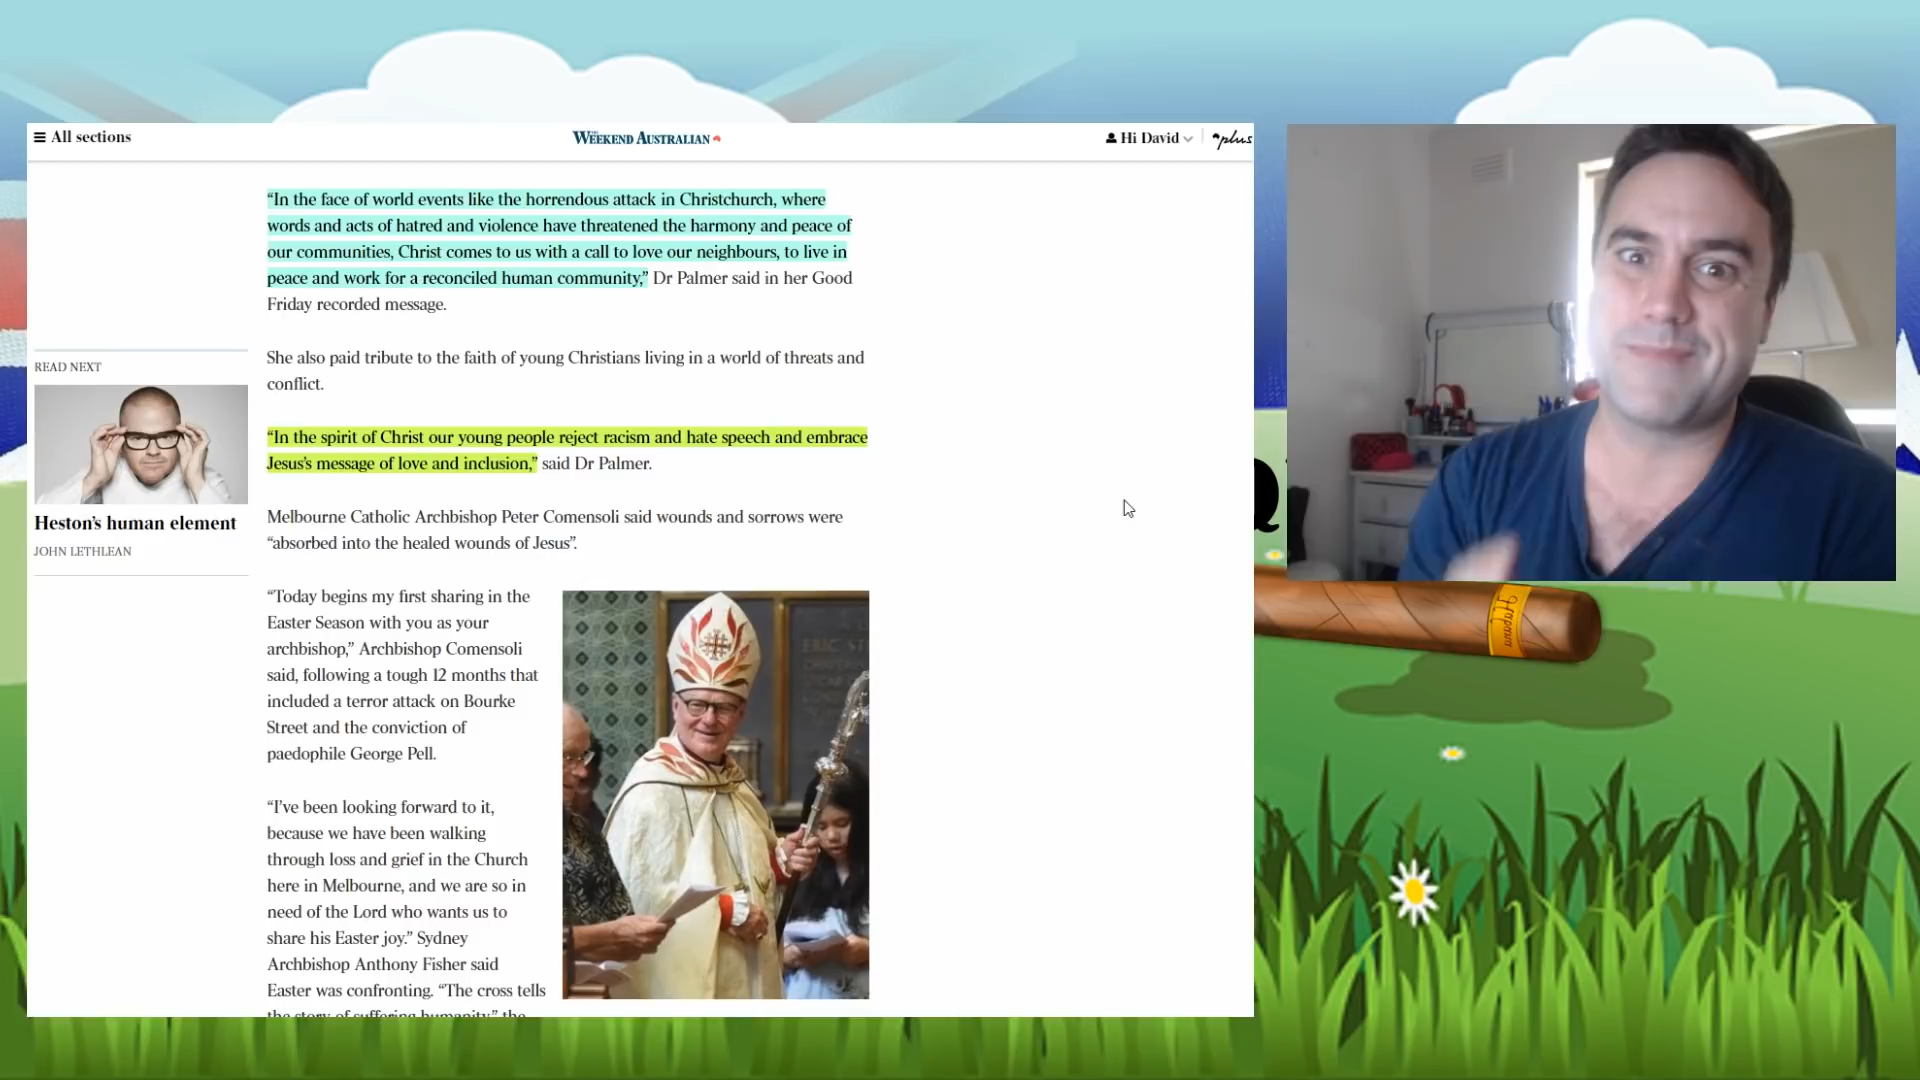 All sections
THE
WEEKEND AUSTRALIAN
Hi David
plus
“In the face of world events like the horrendous attack in Christchurch, where
words and acts of hatred and violence have threatened the harmony and peace of
our communities, Christ comes to us with a call to love our neighbours, to live in
peace and work for a reconciled human community,” Dr Palmer said in her Good
Friday recorded message.
She also paid tribute to the faith of young Christians living in a world of threats and
conflict.
“In the spirit of Christ our young people reject racism and hate speech and embrace
Jesus’s message of love and inclusion,” said Dr Palmer.
Melbourne Catholic Archbishop Peter Comensoli said wounds and sorrows were
“absorbed into the healed wounds of Jesus”.
“Today begins my first sharing in the
Easter Season with you as your
archbishop,” Archbishop Comensoli
said, following a tough 12 months that
included a terror attack on Bourke
Street and the conviction of
paedophile George Pell.
“I’ve been looking forward to it,
because we have been walking
through loss and grief in the Church
here in Melbourne, and we are so in
need of the Lord who wants us to
share his Easter joy.” Sydney
Archbishop Anthony Fisher said
Easter was confronting. “The cross tells
the story of suffering humanity,” the
READ NEXT
Heston’s human element
JOHN LETHLEAN
ERIC ST
Q
Havana